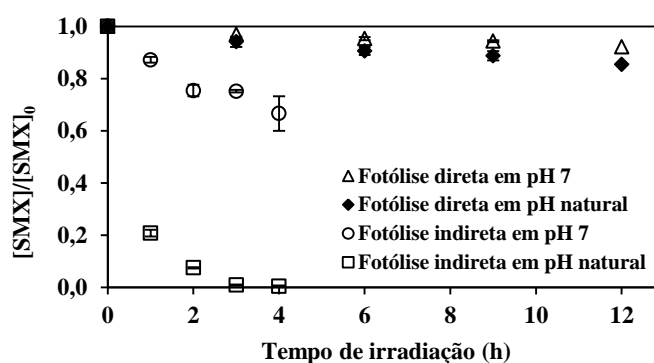 1,0
0,8
0,6
0,4
0,2
0,0
[SMX]/[SMX]0
Fotólise direta em pH 7
Fotólise direta em pH natural
Fotólise indireta em pH 7
Fotólise indireta em pH natural
0 2 4 6 8 10 12
Tempo de irradiação (h)